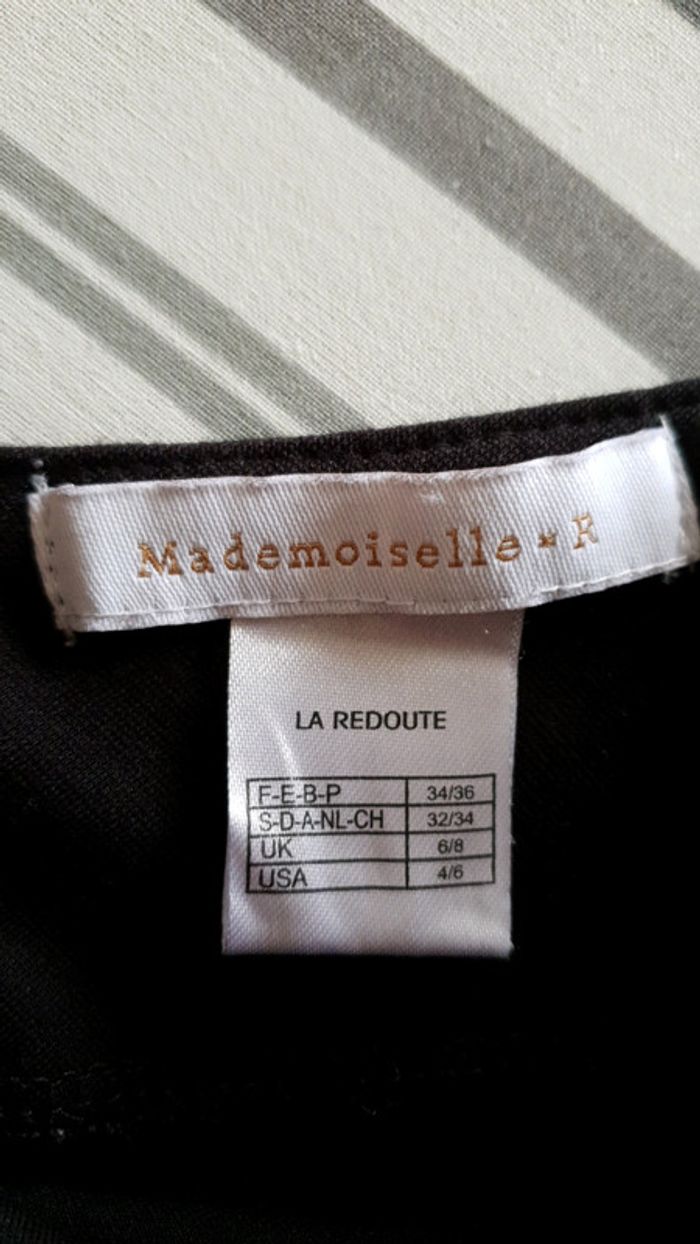 Mademoiselle * R
LA REDOUTE
F-E-B-P 34/36
S-D-A-NL-CH 32/34
UK 6/8
USA 4/6